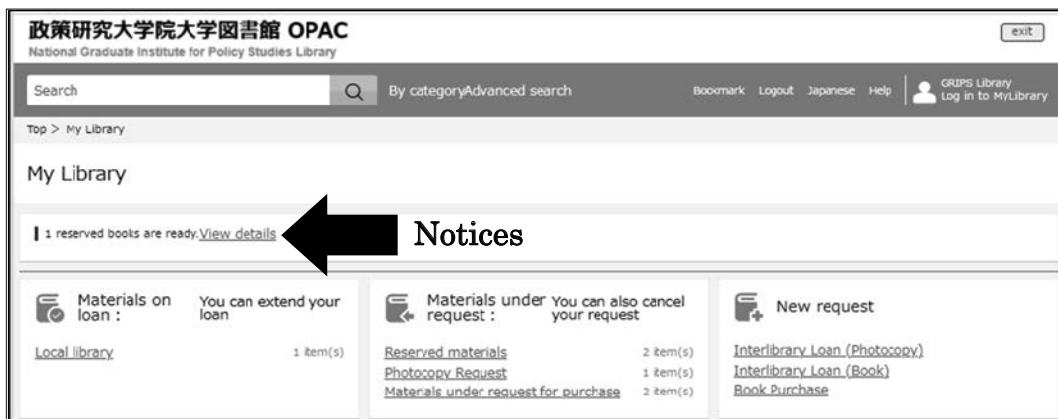 政策研究大学院大学図書館 OPAC
National Graduate Institute for Policy Studies Library
exit
Search
By categoryAdvanced search
Bookmark Logout Japanese Help
GRIPS Library
Log in to MyLibrary
Top > My Library
My Library
1 reserved books are ready.View details
Notices
Materials on loan :
You can extend your loan
Local library 1 item(s)
Materials under request :
You can also cancel your request
Reserved materials 2 item(s)
Photocopy Request 1 item(s)
Materials under request for purchase 2 item(s)
New request
Interlibrary Loan (Photocopy)
Interlibrary Loan (Book)
Book Purchase